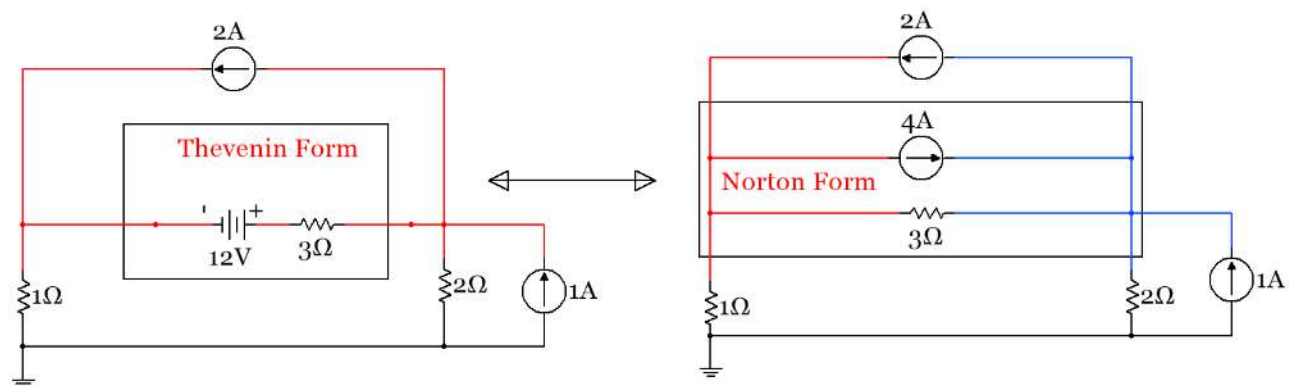 2A
Thevenin Form
' +
12V
3Ω
1Ω
2Ω
1A
2A
4A
Norton Form
3Ω
1Ω
2Ω
1A